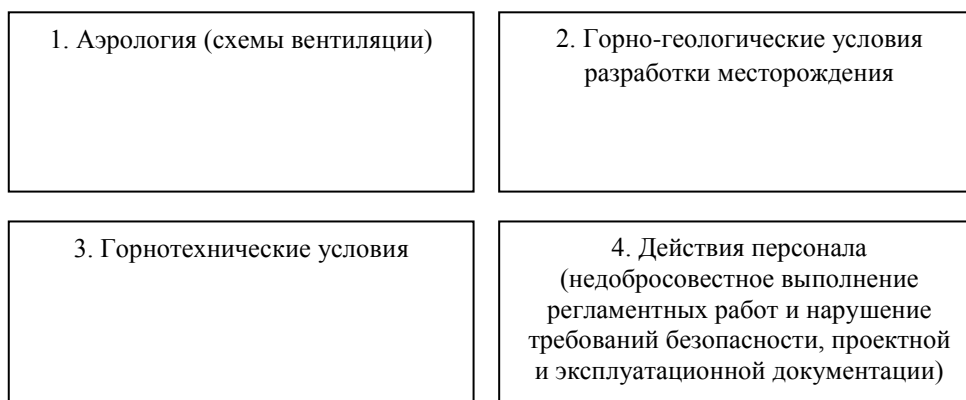 1. Аэрология (схемы вентиляции)
2. Горно-геологические условия
разработки месторождения
3. Горнотехнические условия
4. Действия персонала
(недобросовестное выполнение
регламентных работ и нарушение
требований безопасности, проектной
и эксплуатационной документации)